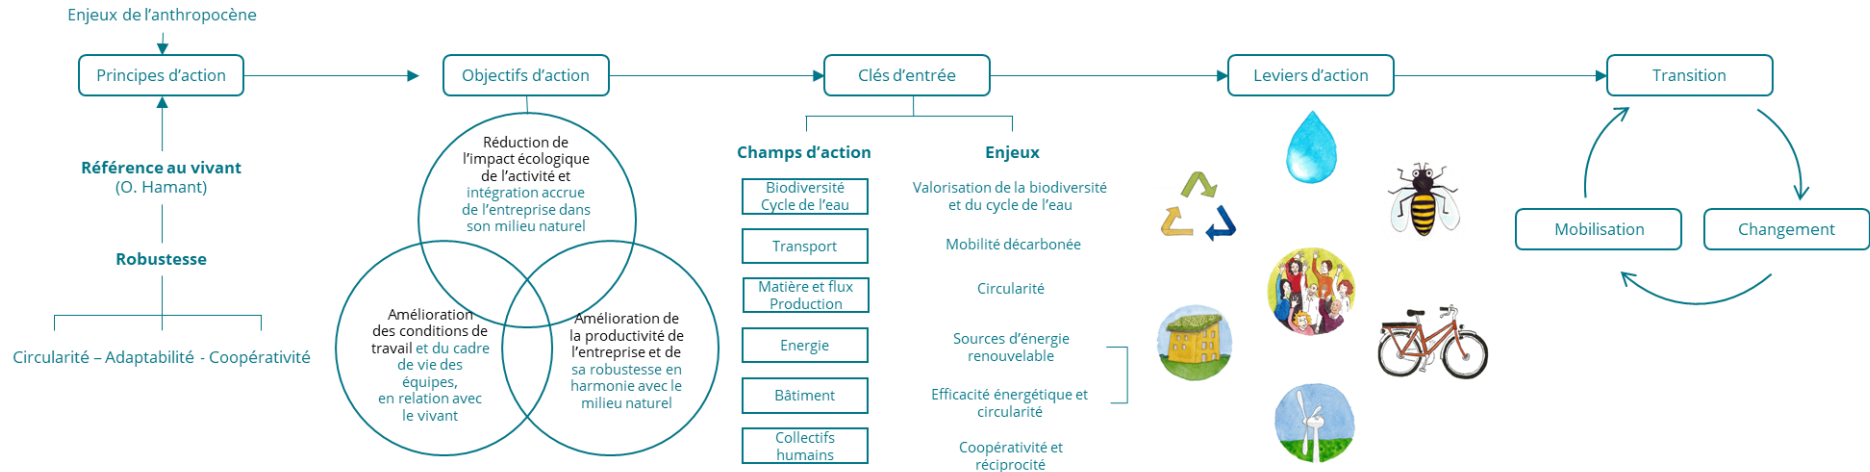 Enjeux de l'anthropocène
Principes d'action
Référence au vivant
(O. Hamant)
Robustesse
Circularité – Adaptabilité - Coopérativité
Objectifs d'action
Réduction de
l'impact écologique
de l'activité et
intégration accrue
de l'entreprise dans
son milieu naturel
Amélioration
des conditions de
travail et du cadre
de vie des
équipes,
en relation avec
le vivant
Amélioration de
la productivité de
l'entreprise et de
sa robustesse en
harmonie avec le
milieu naturel
Clés d'entrée
Champs d'action
Biodiversité
Cycle de l'eau
Transport
Matière et flux
Production
Energie
Bâtiment
Collectifs
humains
Enjeux
Valorisation de la biodiversité
et du cycle de l'eau
Mobilité décarbonée
Circularité
Sources d'énergie
renouvelable
Efficacité énergétique et
circularité
Coopérativité et
réciprocité
Leviers d'action
Transition
Mobilisation
Changement